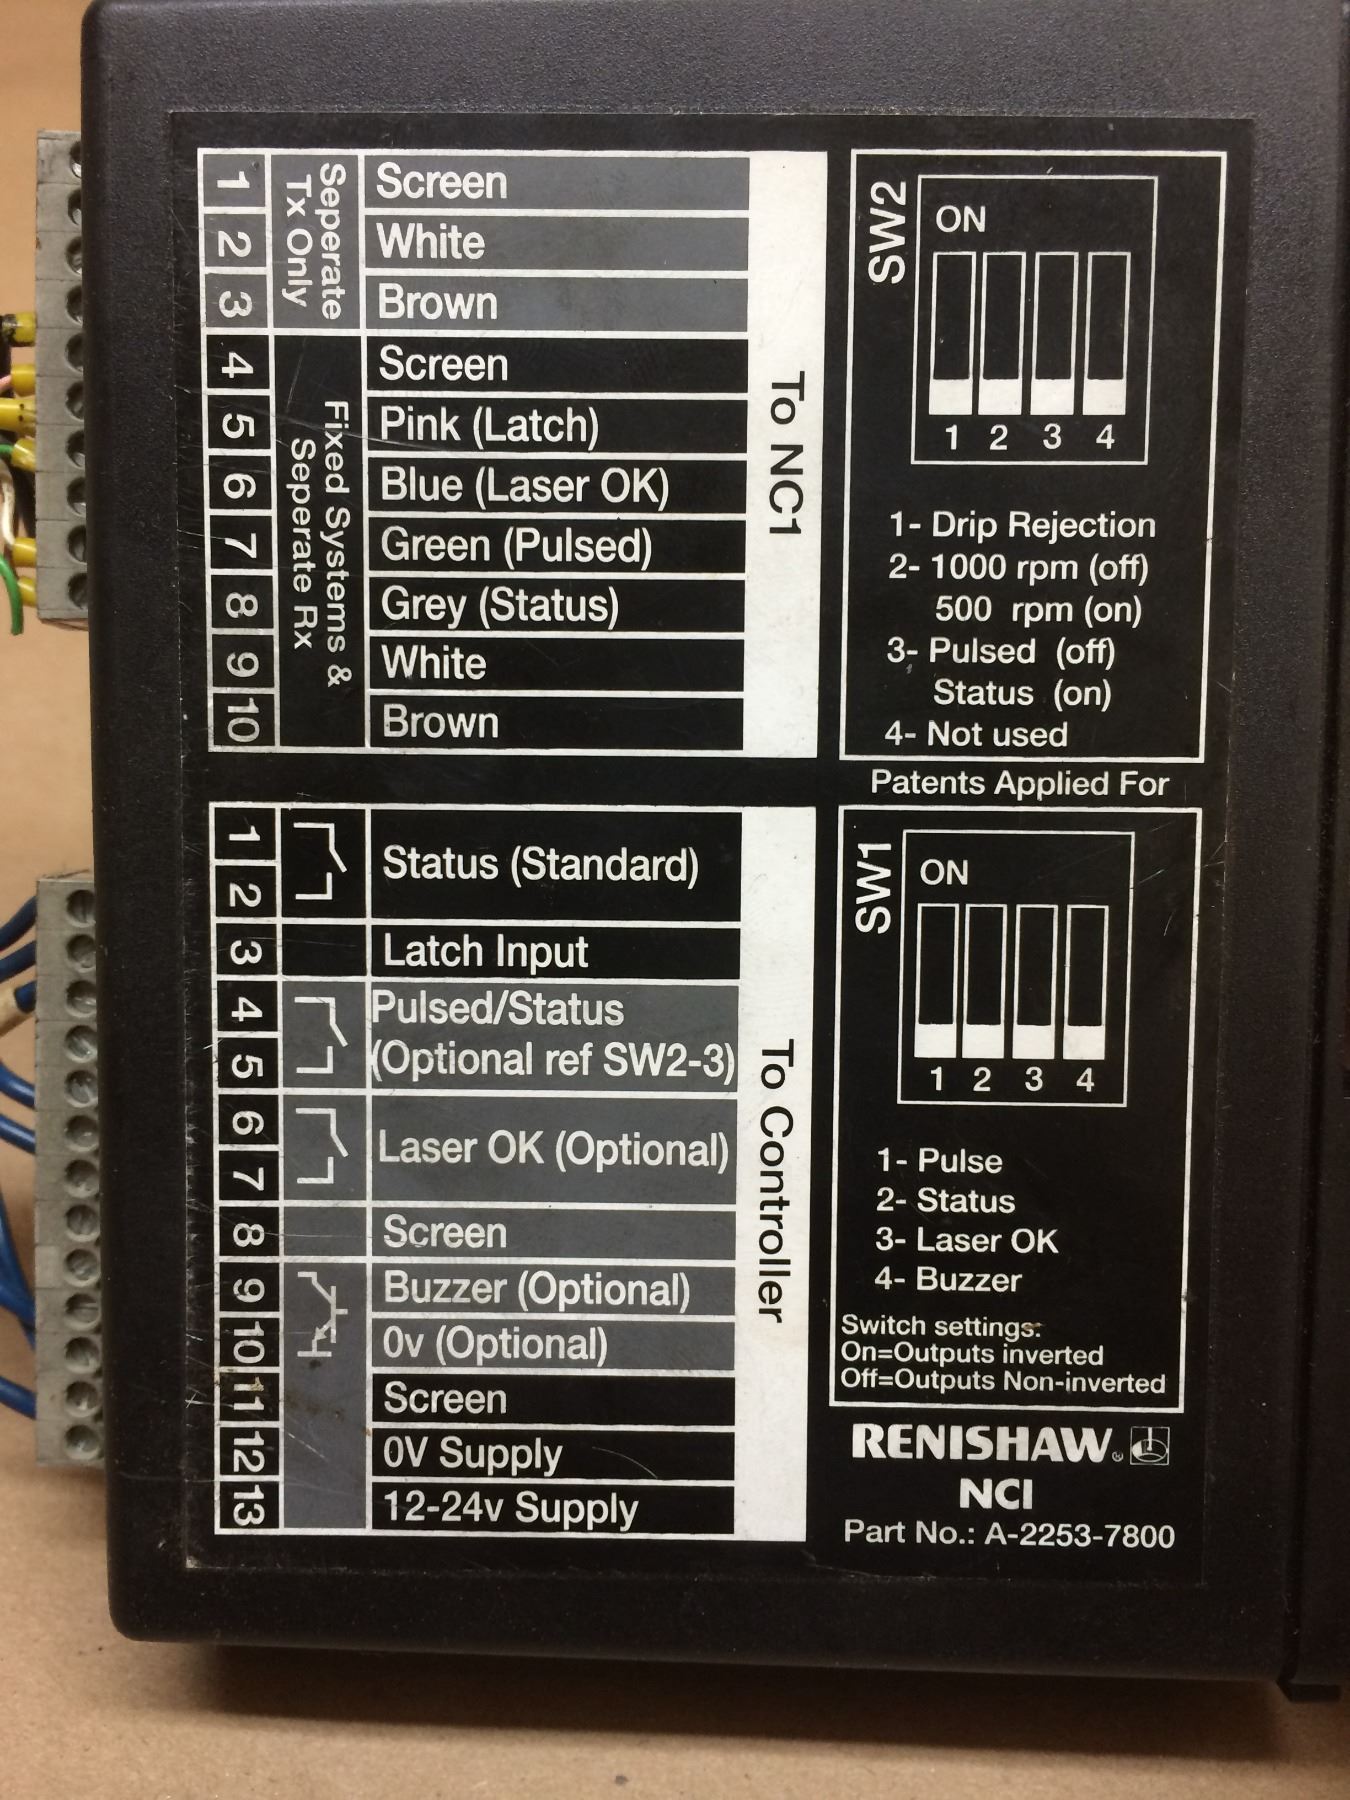 1 Screen
2 White
3 Brown
Seperate
Tx Only
4 Screen
5 Pink (Latch)
6 Blue (Laser OK)
7 Green (Pulsed)
8 Grey (Status)
9 White
10 Brown
Fixed Systems &
Seperate Rx
To NC1
1
2
Status (Standard)
3 Latch Input
4 Pulsed/Status
5 (Optional ref SW2-3)
6
7
Laser OK (Optional)
8 Screen
9 Buzzer (Optional)
10 0v (Optional)
11 Screen
12 0V Supply
13 12-24v Supply
To Controller
SW2
ON
1 2 3 4
1- Drip Rejection
2- 1000 rpm (off)
500 rpm (on)
3- Pulsed (off)
Status (on)
4- Not used
Patents Applied For
SW1
ON
1 2 3 4
1- Pulse
2- Status
3- Laser OK
4- Buzzer
Switch settings:
On=Outputs inverted
Off=Outputs Non-inverted
RENISHAW®
NCI
Part No.: A-2253-7800